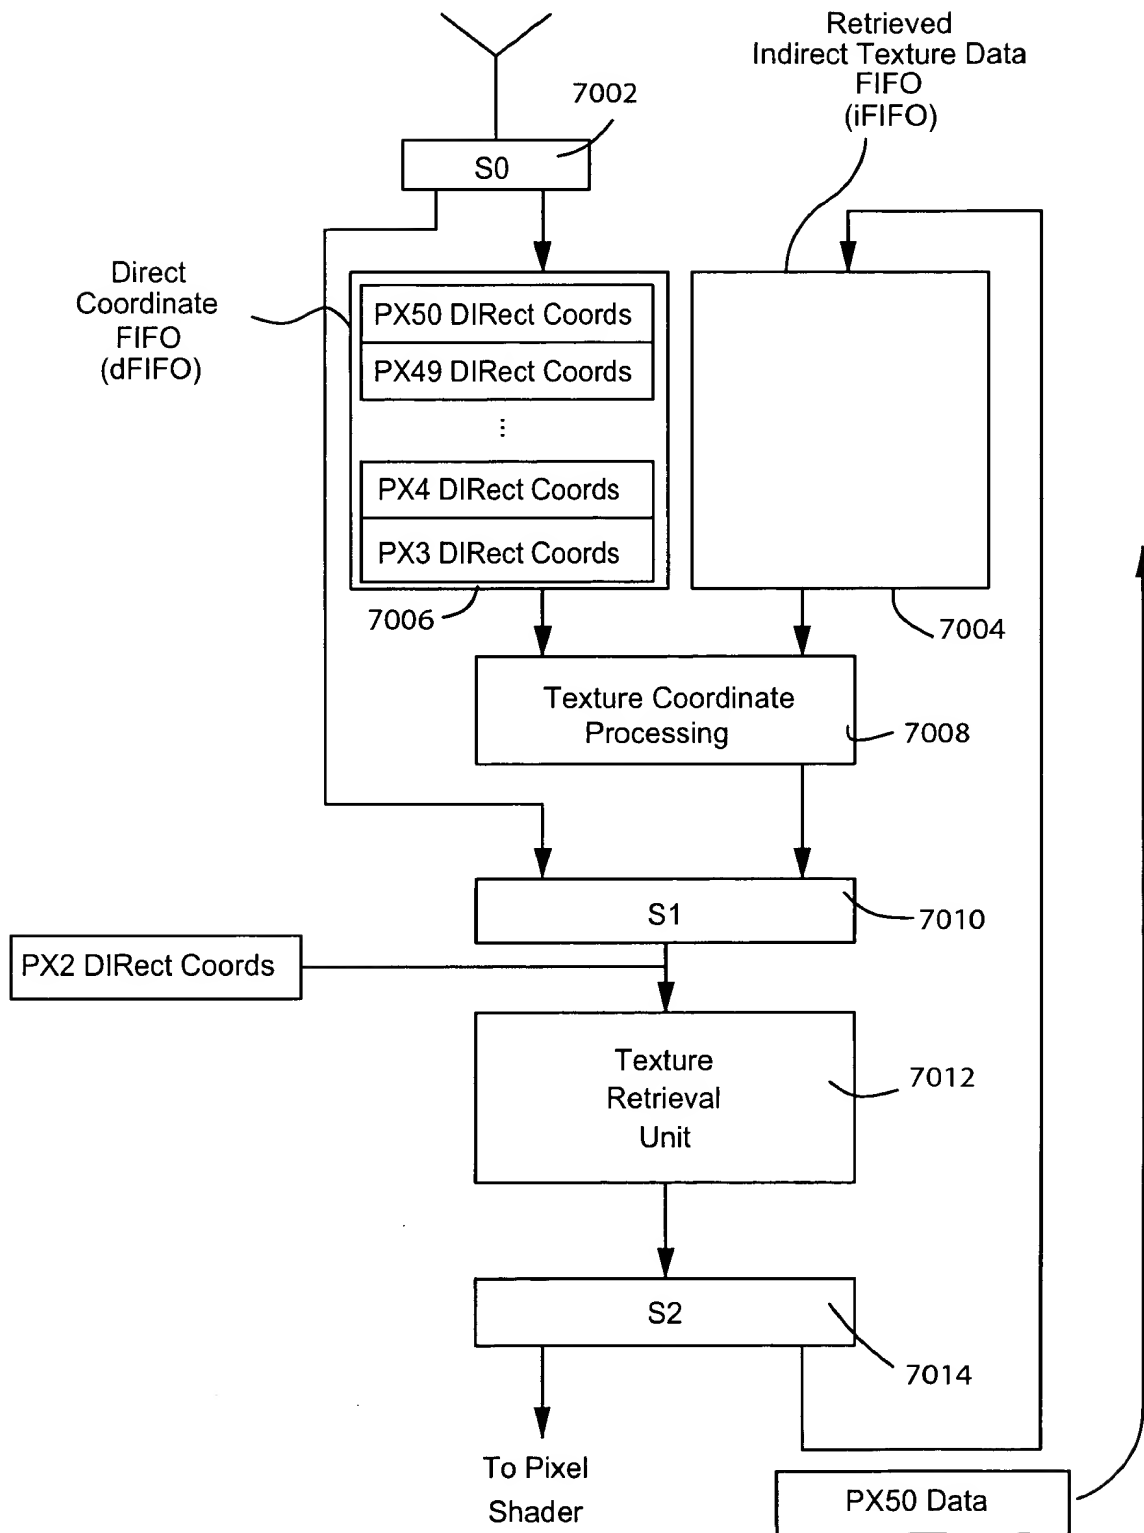 Retrieved
Indirect Texture Data
FIFO
(iFIFO)
7002
S0
Direct
Coordinate
FIFO
(dFIFO)
PX50 DIRect Coords
PX49 DIRect Coords
...
PX4 DIRect Coords
PX3 DIRect Coords
7006
7004
Texture Coordinate
Processing
7008
S1
7010
PX2 DIRect Coords
Texture
Retrieval
Unit
7012
S2
7014
To Pixel
Shader
PX50 Data